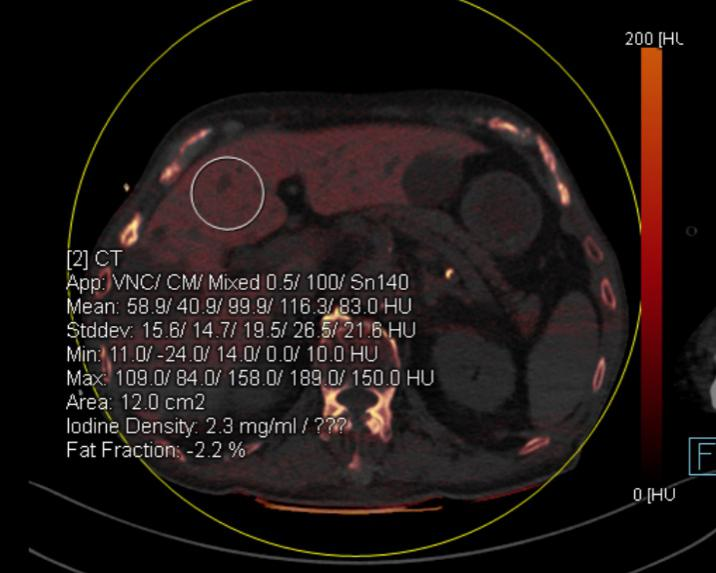 200 [HU
[2] CT
App: VNC/ CM/ Mixed 0.5/ 100/ Sn140
Mean: 58.9/ 40.9/ 99.9/ 116.3/ 83.0 HU
Stddev: 15.6/ 14.7/ 19.5/ 26.5/ 21.6 HU
Min: 11.0/ -24.0/ 14.0/ 0.0/ 10.0 HU
Max: 109.0/ 84.0/ 158.0/ 189.0/ 150.0 HU
Area: 12.0 cm2
Iodine Density: 2.3 mg/ml / ???
Fat Fraction: -2.2 %
F
0 [HU